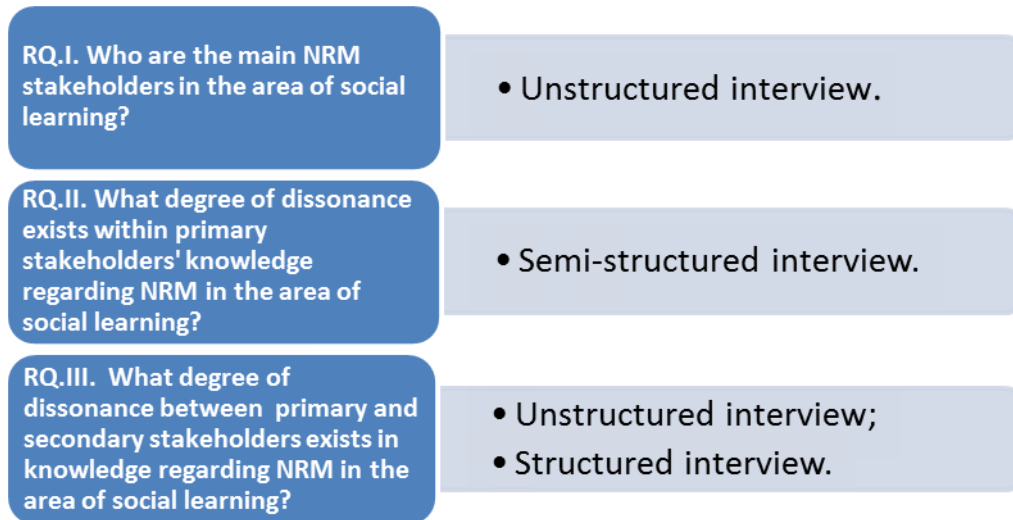 RQ.I. Who are the main NRM
stakeholders in the area of social
learning?
• Unstructured interview.
RQ.II. What degree of dissonance
exists within primary
stakeholders' knowledge
regarding NRM in the area of
social learning?
• Semi-structured interview.
RQ.III. What degree of
dissonance between primary and
secondary stakeholders exists in
knowledge regarding NRM in the
area of social learning?
• Unstructured interview;
• Structured interview.